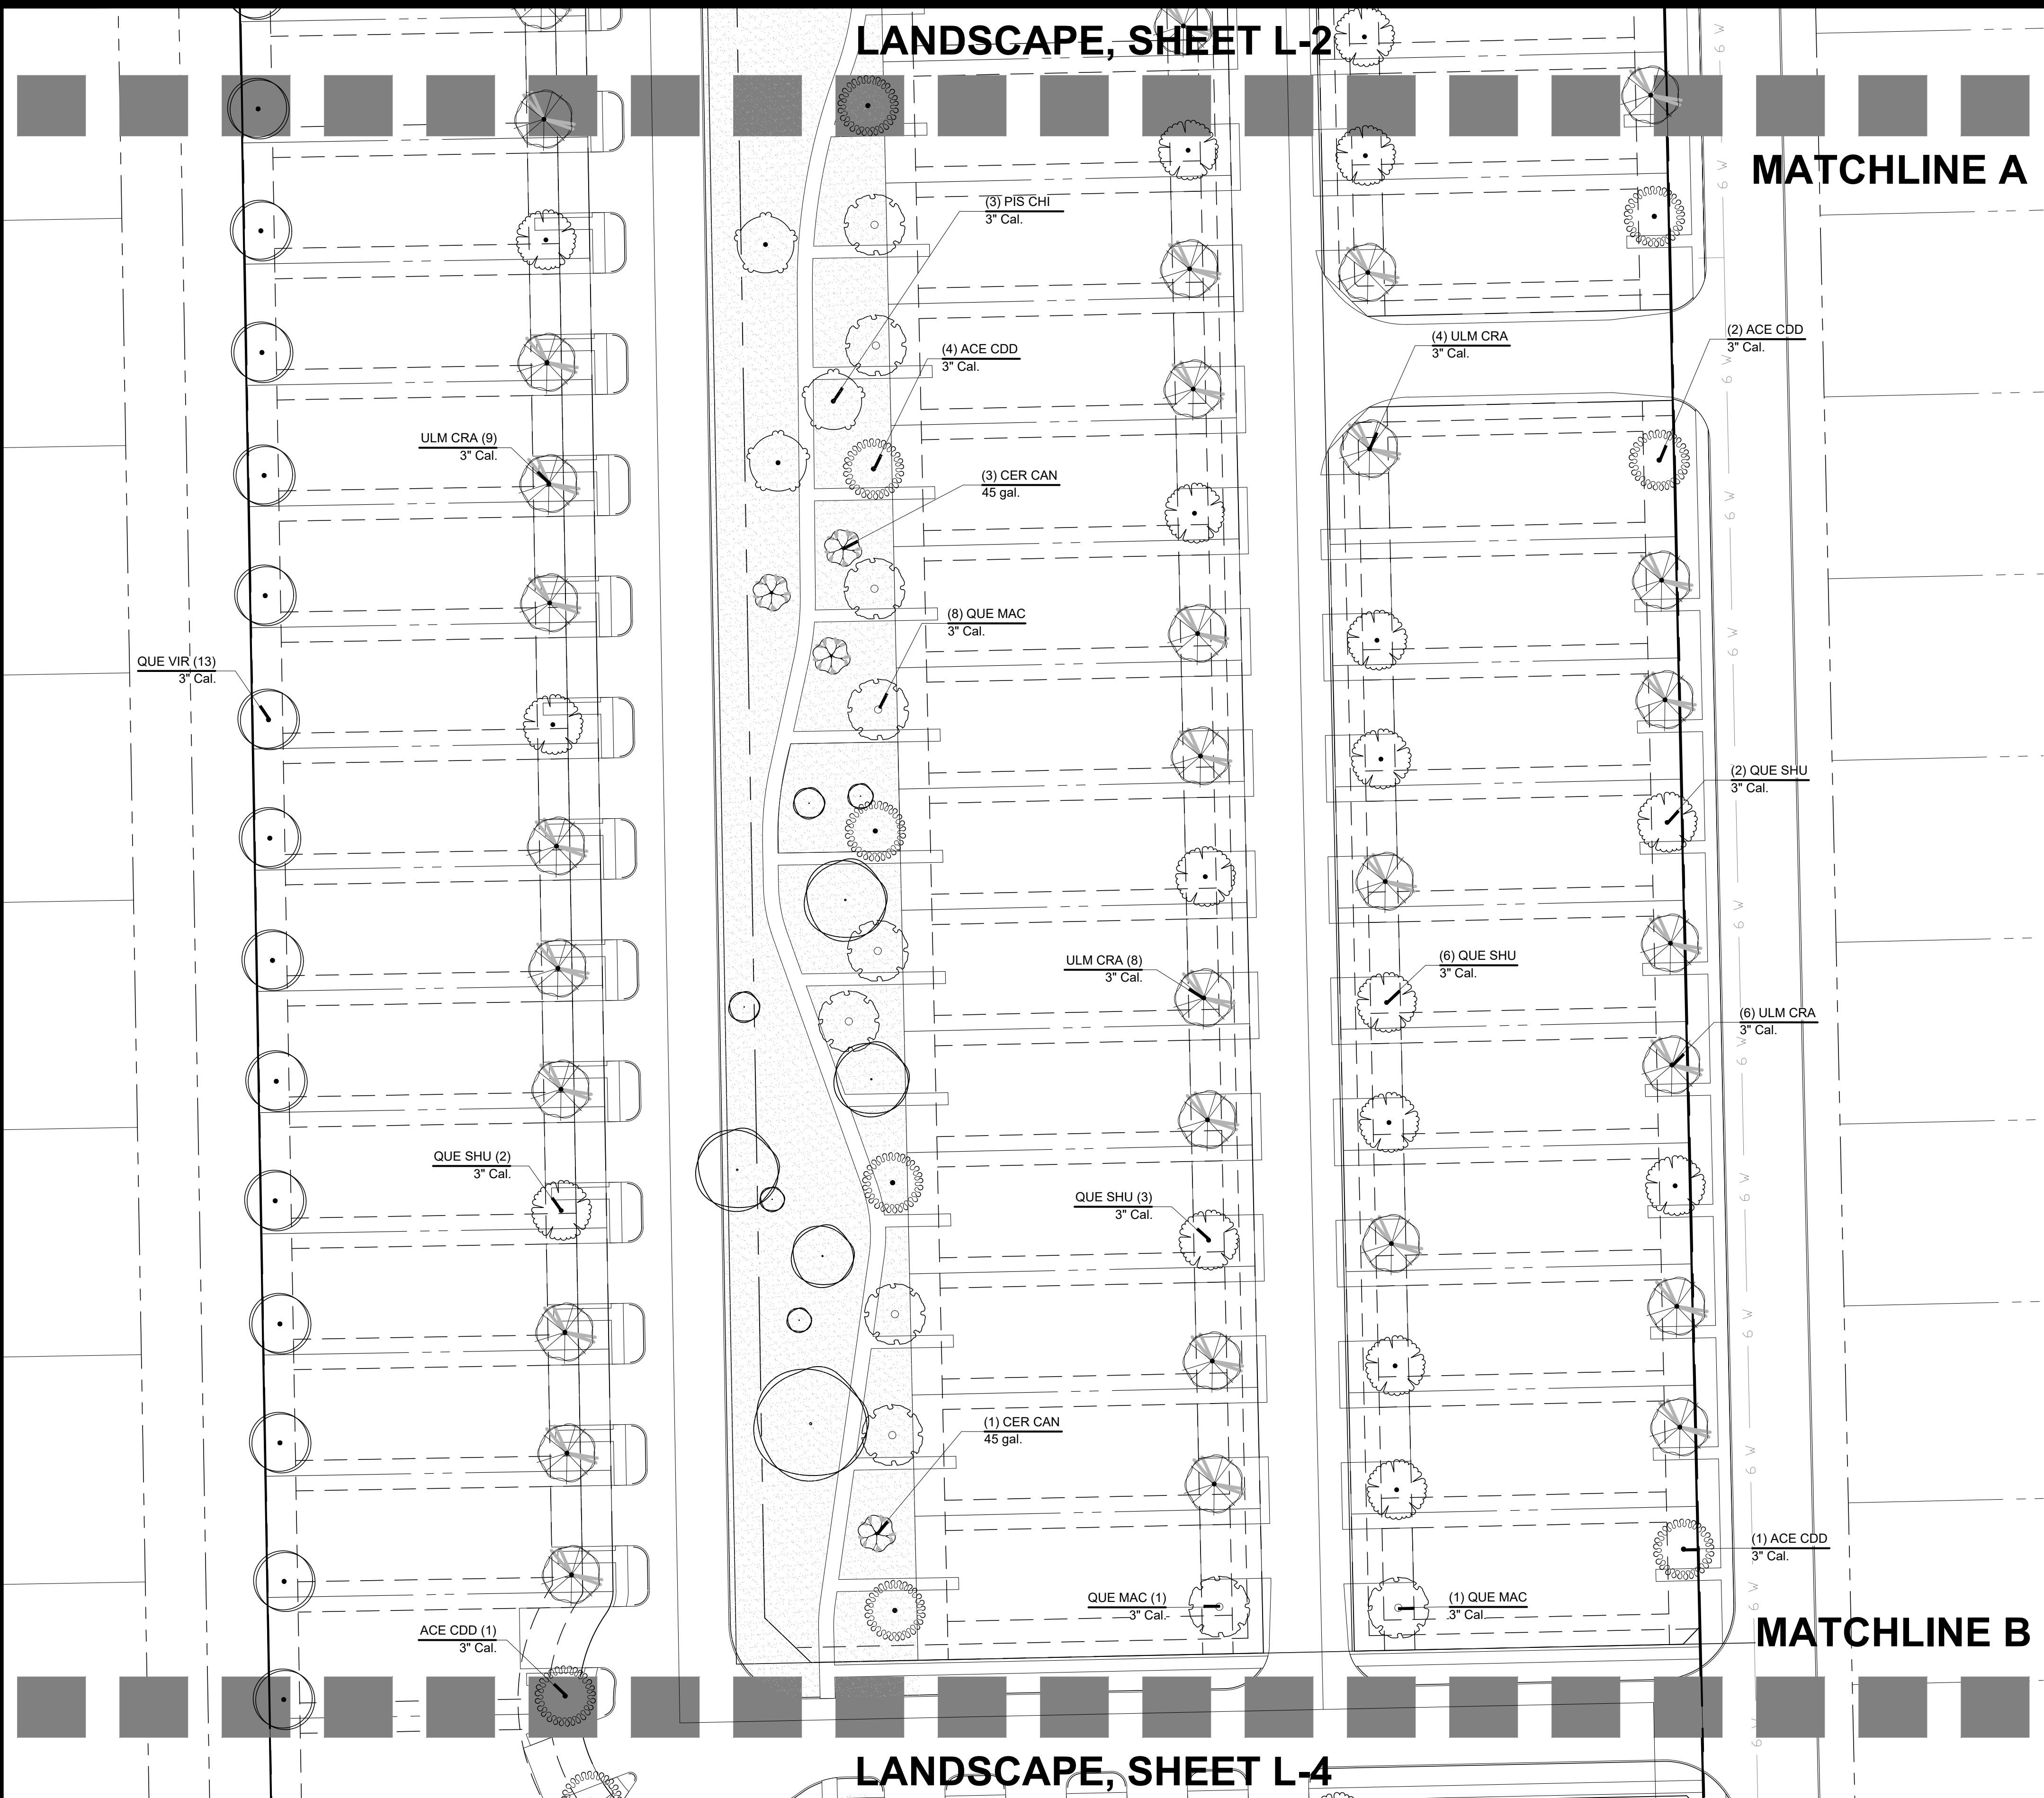 LANDSCAPE, SHEET L-2
MATCHLINE A
(3) PIS CHI
3" Cal.
(4) ULM CRA
3" Cal.
(2) ACE CDD
3" Cal.
(4) ACE CDD
3" Cal.
ULM CRA (9)
3" Cal.
(3) CER CAN
45 gal.
(8) QUE MAC
3" Cal.
QUE VIR (13)
3" Cal.
(2) QUE SHU
3" Cal.
ULM CRA (8)
3" Cal.
(6) QUE SHU
3" Cal.
(6) ULM CRA
3" Cal.
QUE SHU (2)
3" Cal.
QUE SHU (3)
3" Cal.
(1) CER CAN
45 gal.
(1) ACE CDD
3" Cal.
QUE MAC (1)
3" Cal.
(1) QUE MAC
3" Cal.
ACE CDD (1)
3" Cal.
MATCHLINE B
LANDSCAPE, SHEET L-4